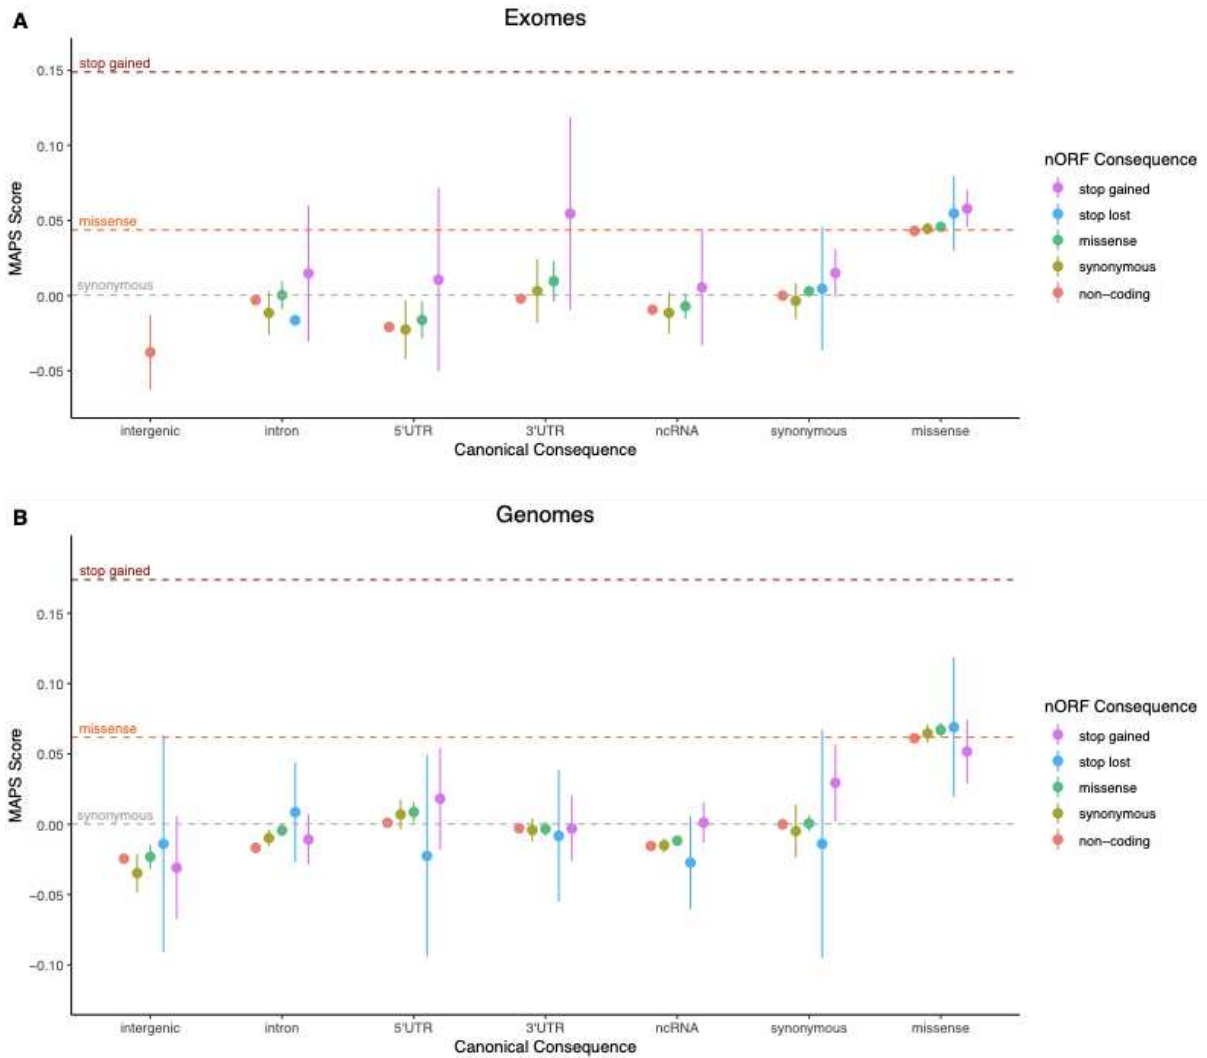 A
Exomes
stop gained
missense
synonymous
0.15
0.10
0.05
0.00
−0.05
MAPS Score
intergenic intron 5'UTR 3'UTR ncRNA synonymous missense
Canonical Consequence
nORF Consequence
stop gained
stop lost
missense
synonymous
non−coding
B
Genomes
stop gained
missense
synonymous
0.15
0.10
0.05
0.00
−0.05
−0.10
MAPS Score
intergenic intron 5'UTR 3'UTR ncRNA synonymous missense
Canonical Consequence
nORF Consequence
stop gained
stop lost
missense
synonymous
non−coding